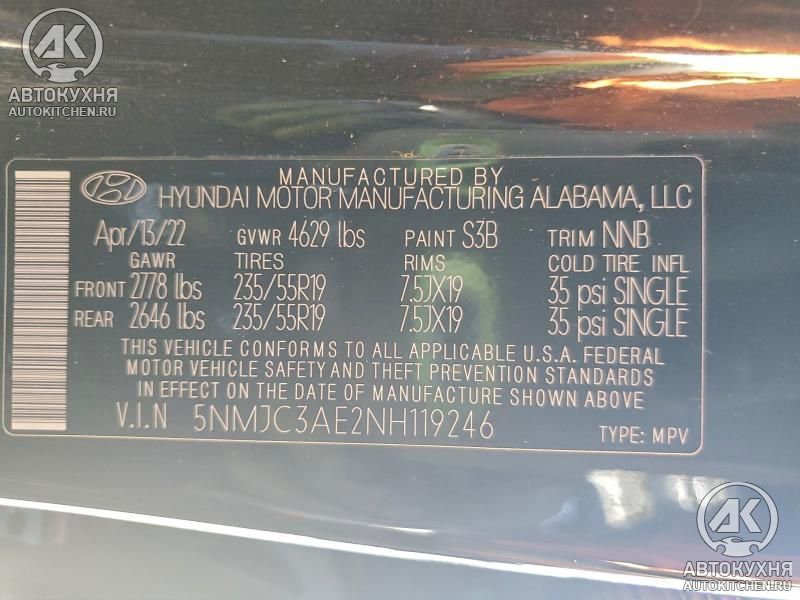 AK
АВТОКУХНЯ
AUTOKITCHEN.RU
MANUFACTURED BY
HYUNDAI MOTOR MANUFACTURING ALABAMA, LLC
Apr/13/22 GVWR 4629 lbs PAINT S3B TRIM NNB
GAWR TIRES RIMS COLD TIRE INFL
FRONT 2778 lbs 235/55R19 7.5JX19 35 psi SINGLE
REAR 2646 lbs 235/55R19 7.5JX19 35 psi SINGLE
THIS VEHICLE CONFORMS TO ALL APPLICABLE U.S.A. FEDERAL
MOTOR VEHICLE SAFETY AND THEFT PREVENTION STANDARDS
IN EFFECT ON THE DATE OF MANUFACTURE SHOWN ABOVE
V.I.N 5NMJC3AE2NH119246 TYPE: MPV
AK
АВТОКУХНЯ
AUTOKITCHEN.RU